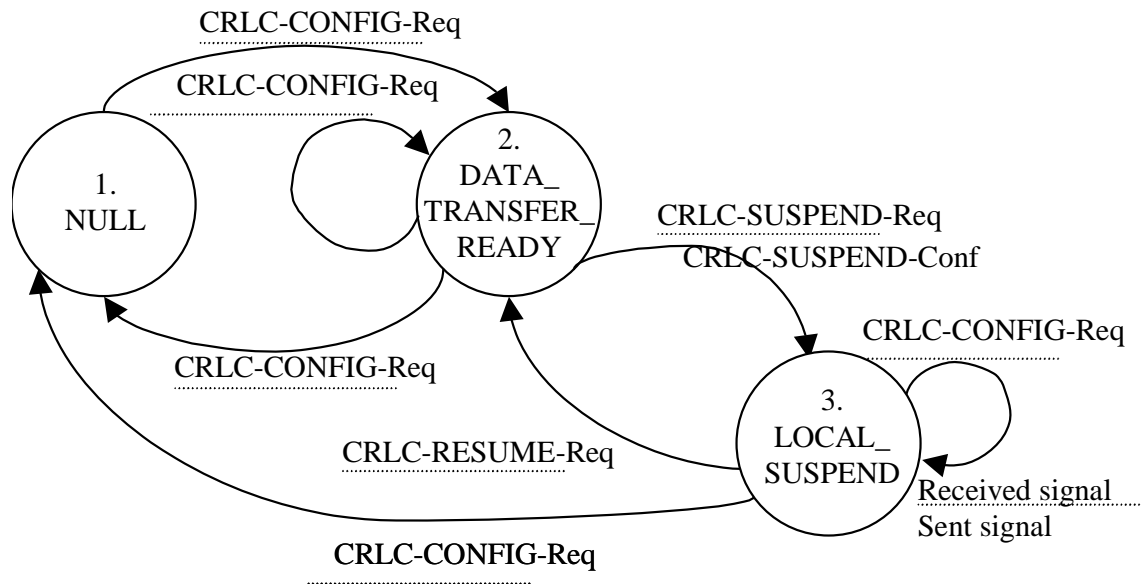 CRLC-CONFIG-Req
CRLC-CONFIG-Req
1.
NULL
2.
DATA_
TRANSFER_
READY
CRLC-SUSPEND-Req
CRLC-SUSPEND-Conf
CRLC-CONFIG-Req
CRLC-CONFIG-Req
3.
LOCAL_
SUSPEND
CRLC-RESUME-Req
Received signal
Sent signal
CRLC-CONFIG-Req